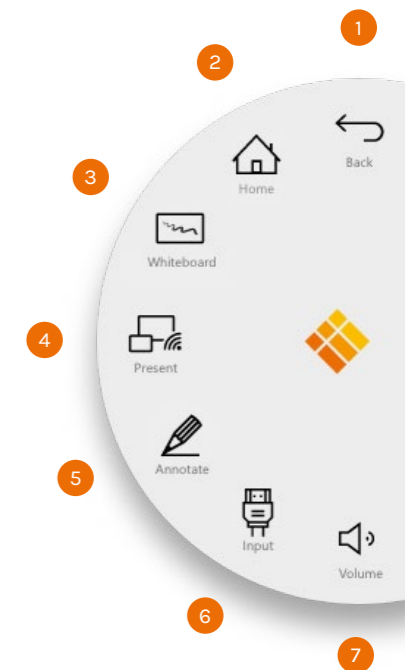 1
Back
2
Home
3
Whiteboard
4
Present
5
Annotate
6
Input
7
Volume